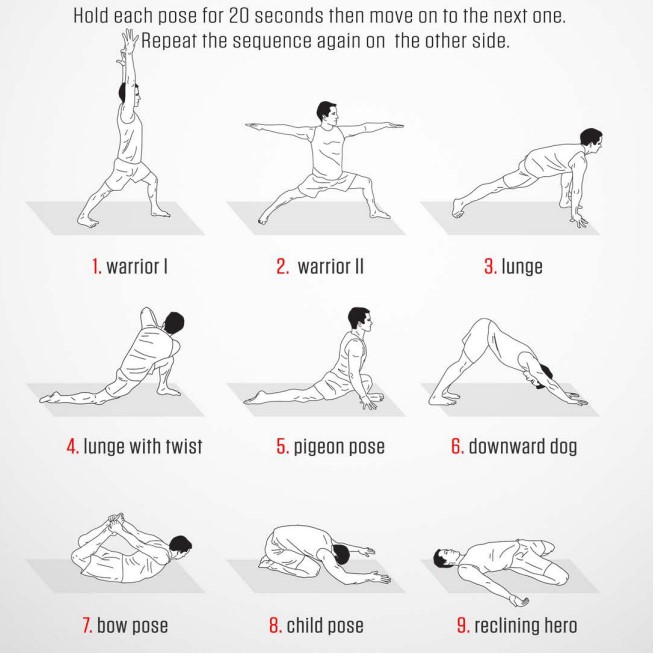 Hold each pose for 20 seconds then move on to the next one.
Repeat the sequence again on the other side.
1. warrior I
2. warrior II
3. lunge
4. lunge with twist
5. pigeon pose
6. downward dog
7. bow pose
8. child pose
9. reclining hero